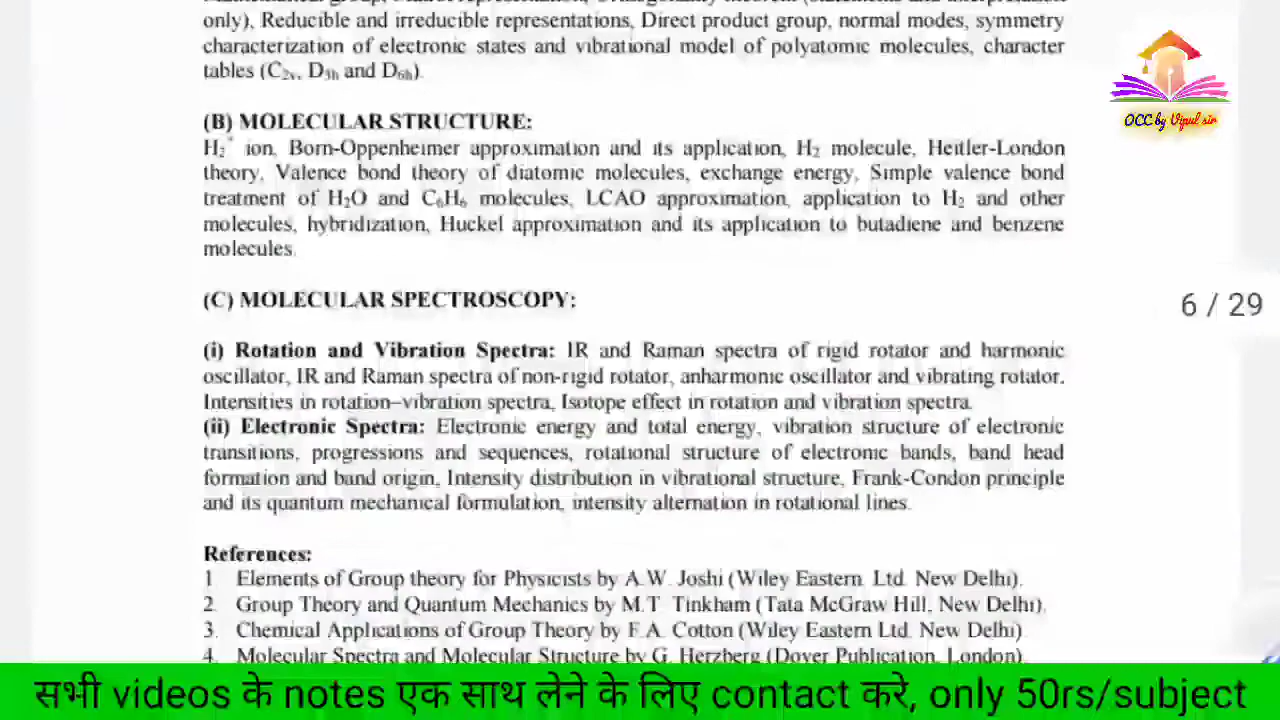 only), Reducible and irreducible representations, Direct product group, normal modes, symmetry
characterization of electronic states and vibrational model of polyatomic molecules, character
tables (C₂ᵥ, D₃ₕ and D₆ₕ).
(B) MOLECULAR STRUCTURE:
H₂⁺ ion, Born-Oppenheimer approximation and its application, H₂ molecule, Heitler-London
theory, Valence bond theory of diatomic molecules, exchange energy, Simple valence bond
treatment of H₂O and C₆H₆ molecules, LCAO approximation, application to H₂ and other
molecules, hybridization, Huckel approximation and its application to butadiene and benzene
molecules.
(C) MOLECULAR SPECTROSCOPY:
6 / 29
(i) Rotation and Vibration Spectra: IR and Raman spectra of rigid rotator and harmonic
oscillator, IR and Raman spectra of non-rigid rotator, anharmonic oscillator and vibrating rotator.
Intensities in rotation–vibration spectra, Isotope effect in rotation and vibration spectra.
(ii) Electronic Spectra: Electronic energy and total energy, vibration structure of electronic
transitions, progressions and sequences, rotational structure of electronic bands, band head
formation and band origin, Intensity distribution in vibrational structure, Frank-Condon principle
and its quantum mechanical formulation, intensity alternation in rotational lines.
References:
1. Elements of Group theory for Physicists by A.W. Joshi (Wiley Eastern. Ltd. New Delhi).
2. Group Theory and Quantum Mechanics by M.T. Tinkham (Tata McGraw Hill, New Delhi).
3. Chemical Applications of Group Theory by F.A. Cotton (Wiley Eastern Ltd. New Delhi)
4. Molecular Spectra and Molecular Structure by G. Herzberg (Dover Publication, London).
OCC by Vipul sir
सभी videos के notes एक साथ लेने के लिए contact करे, only 50rs/subject